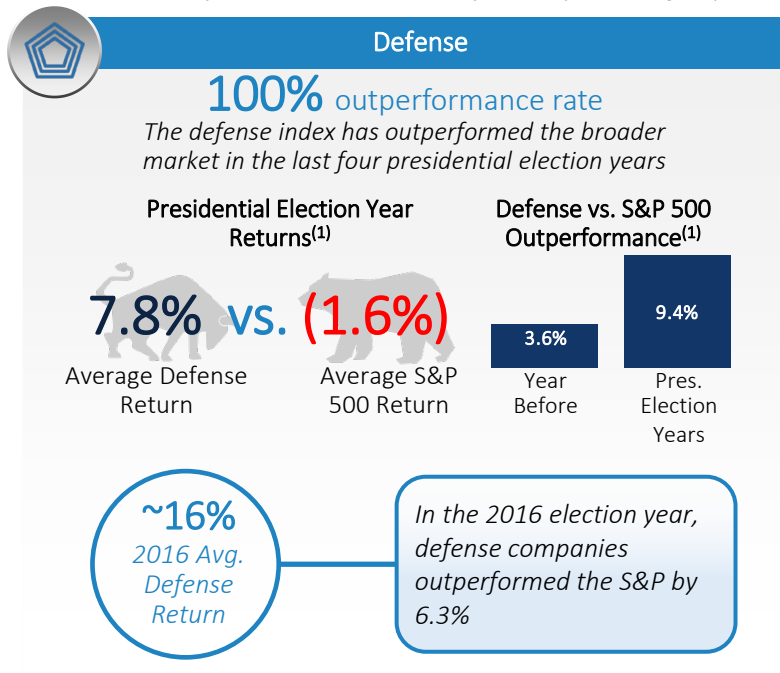 Defense
100% outperformance rate
The defense index has outperformed the broader
market in the last four presidential election years
Presidential Election Year
Returns(1)
7.8% vs. (1.6%)
Average Defense
Return
Average S&P
500 Return
Defense vs. S&P 500
Outperformance(1)
3.6%
9.4%
Year
Before
Pres.
Election
Years
~16%
2016 Avg.
Defense
Return
In the 2016 election year,
defense companies
outperformed the S&P by
6.3%